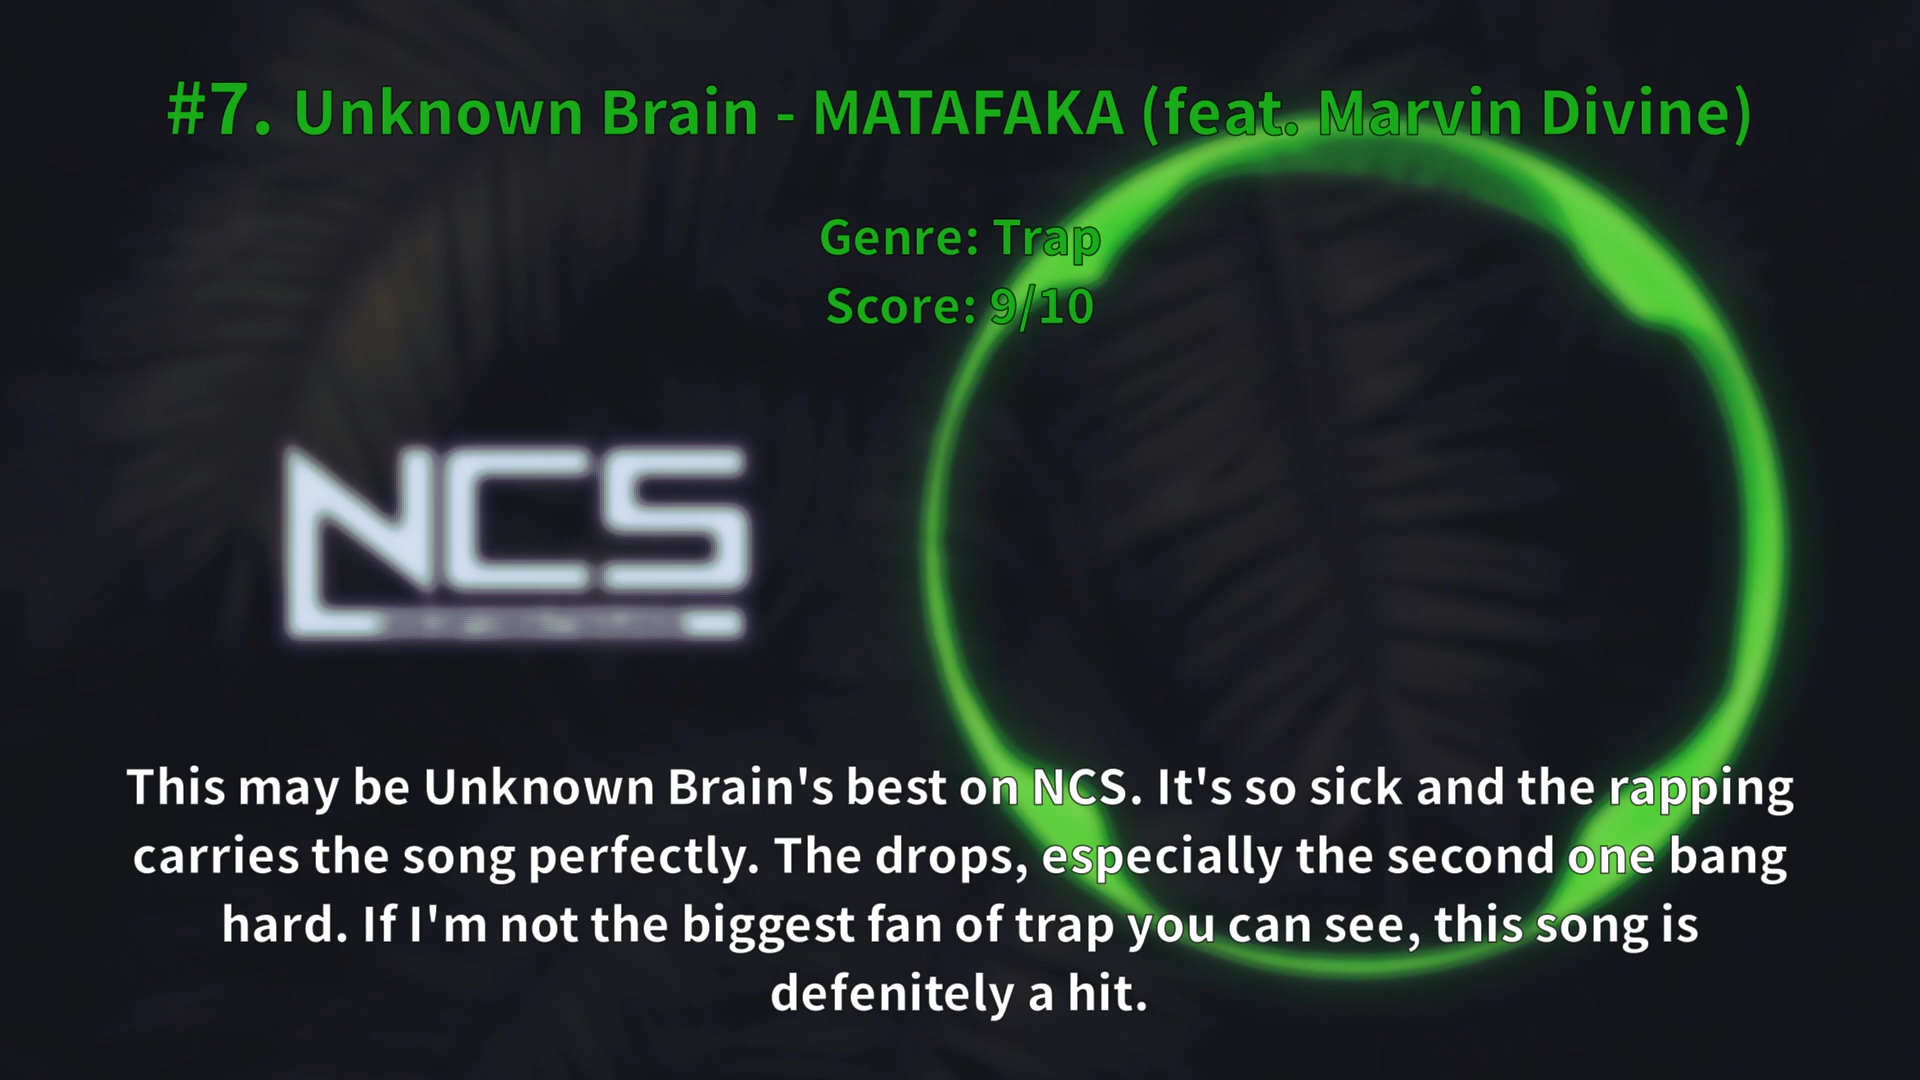 #7. Unknown Brain - MATAFAKA (feat. Marvin Divine)
Genre: Trap
Score: 9/10
NCS
This may be Unknown Brain's best on NCS. It's so sick and the rapping
carries the song perfectly. The drops, especially the second one bang
hard. If I'm not the biggest fan of trap you can see, this song is
defenitely a hit.